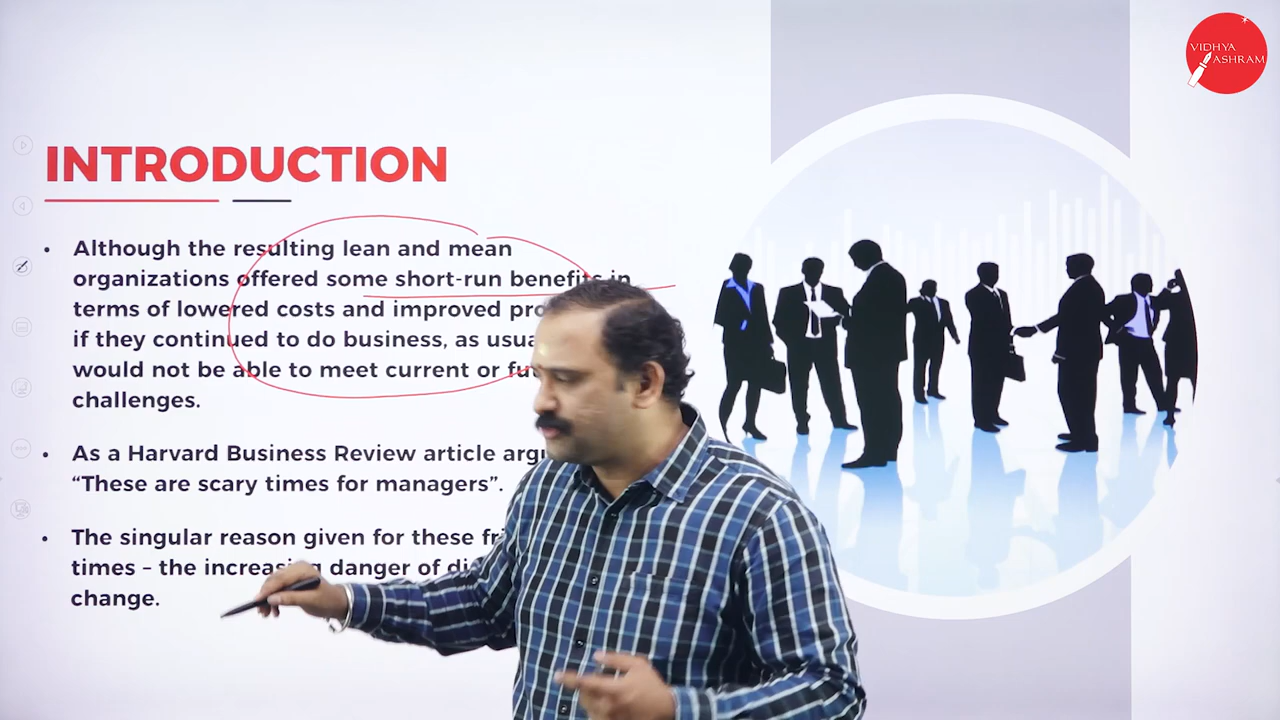 VIDHYA
ASHRAM
INTRODUCTION
• Although the resulting lean and mean
organizations offered some short-run benefits in
terms of lowered costs and improved
if they continued to do business, as
would not be able to meet current or
challenges.
• As a Harvard Business Review article
“These are scary times for managers”.
• The singular reason given for these
times – the increasing danger of
change.